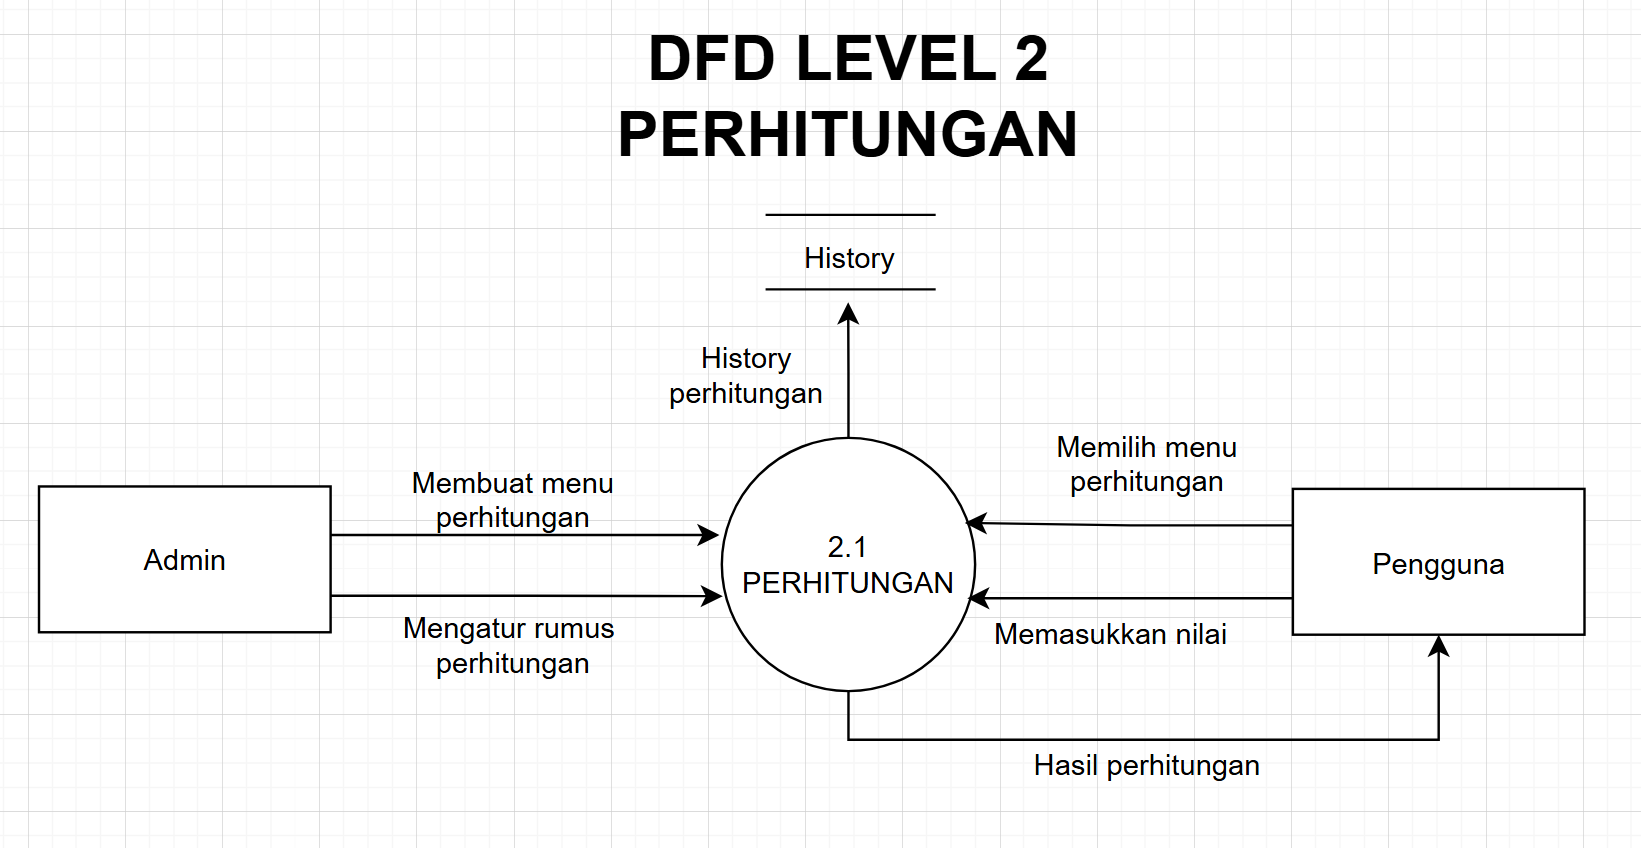 DFD LEVEL 2
PERHITUNGAN
History
History
perhitungan
Membuat menu
perhitungan
Memilih menu
perhitungan
Admin
2.1
PERHITUNGAN
Pengguna
Mengatur rumus
perhitungan
Memasukkan nilai
Hasil perhitungan